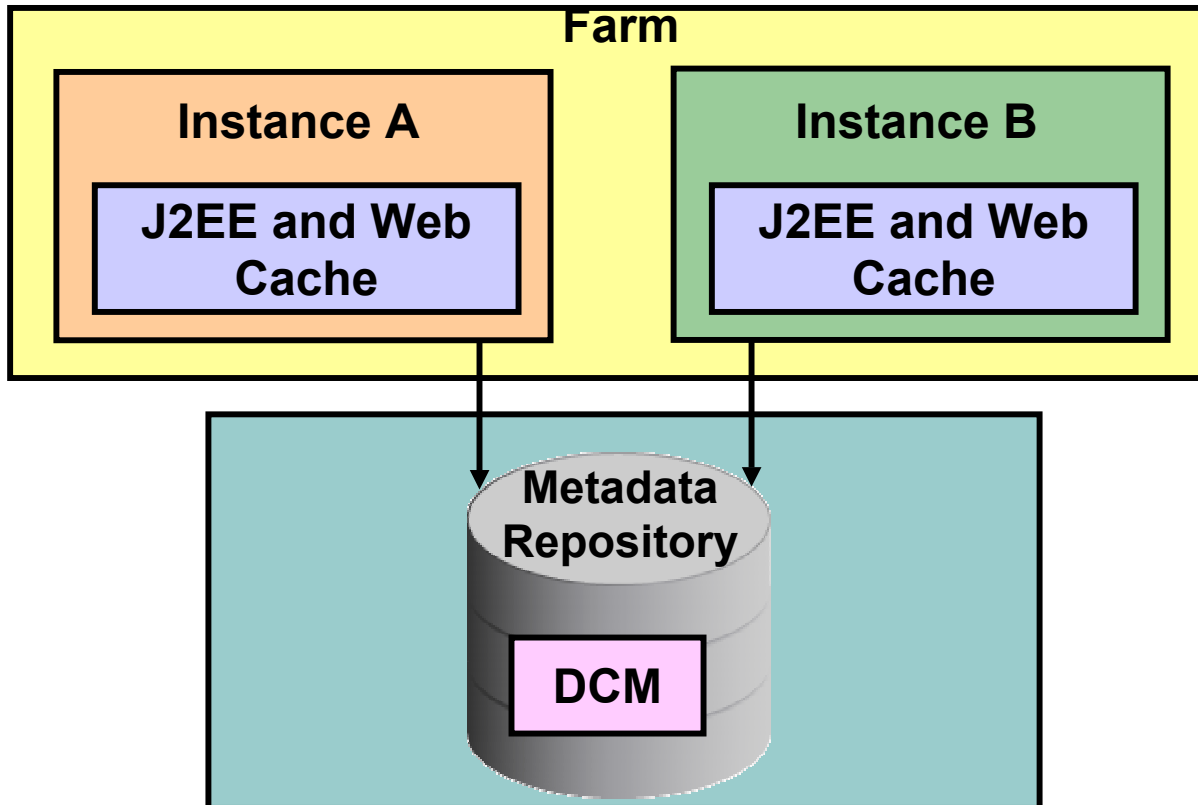 Farm
Instance A
J2EE and Web
Cache
Instance B
J2EE and Web
Cache
Metadata
Repository
DCM